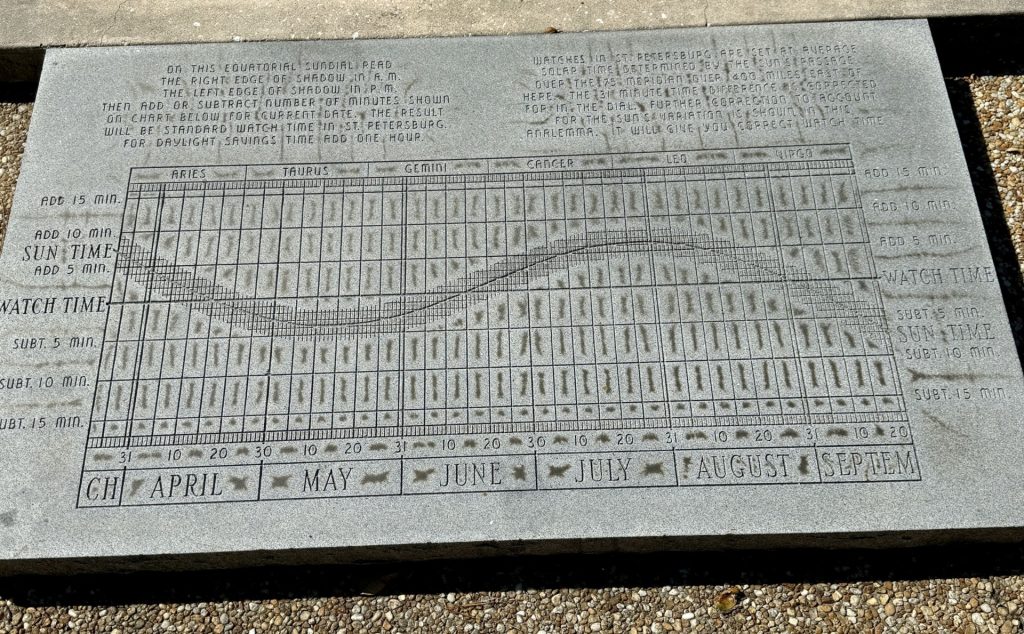 ON THIS EQUATORIAL SUNDIAL READ
THE RIGHT EDGE OF SHADOW IN A.M.
THE LEFT EDGE OF SHADOW IN P.M.
THEN ADD OR SUBTRACT NUMBER OF MINUTES SHOWN
ON CHART BELOW FOR CURRENT DATE. THE RESULT
WILL BE STANDARD WATCH TIME IN ST. PETERSBURG.
FOR DAYLIGHT SAVINGS TIME ADD ONE HOUR.
WATCHES IN ST. PETERSBURG ARE SET AT AVERAGE
SOLAR TIME DETERMINED BY THE SUN'S PASSAGE
OVER THE 75 MERIDIAN OVER 400 MILES EAST OF
HERE. THE 31 MINUTE TIME DIFFERENCE IS CORRECTED
FOR IN THE DIAL. FURTHER CORRECTION TO ACCOUNT
FOR THE SUN'S VARIATION IS SHOWN IN THIS
ANALEMMA. IT WILL GIVE YOU CORRECT WATCH TIME
ARIES TAURUS GEMINI CANCER LEO VIRGO
ADD 15 MIN. ADD 15 MIN.
ADD 10 MIN. ADD 10 MIN.
SUN TIME
ADD 5 MIN. ADD 5 MIN.
WATCH TIME WATCH TIME
SUBT. 5 MIN. SUBT. 5 MIN.
SUN TIME
SUBT. 10 MIN. SUBT. 10 MIN.
SUBT. 15 MIN. SUBT. 15 MIN.
31 10 20 30 10 20 31 10 20 30 10 20 31 10 20 31 10 20
CH APRIL MAY JUNE JULY AUGUST SEPTEM